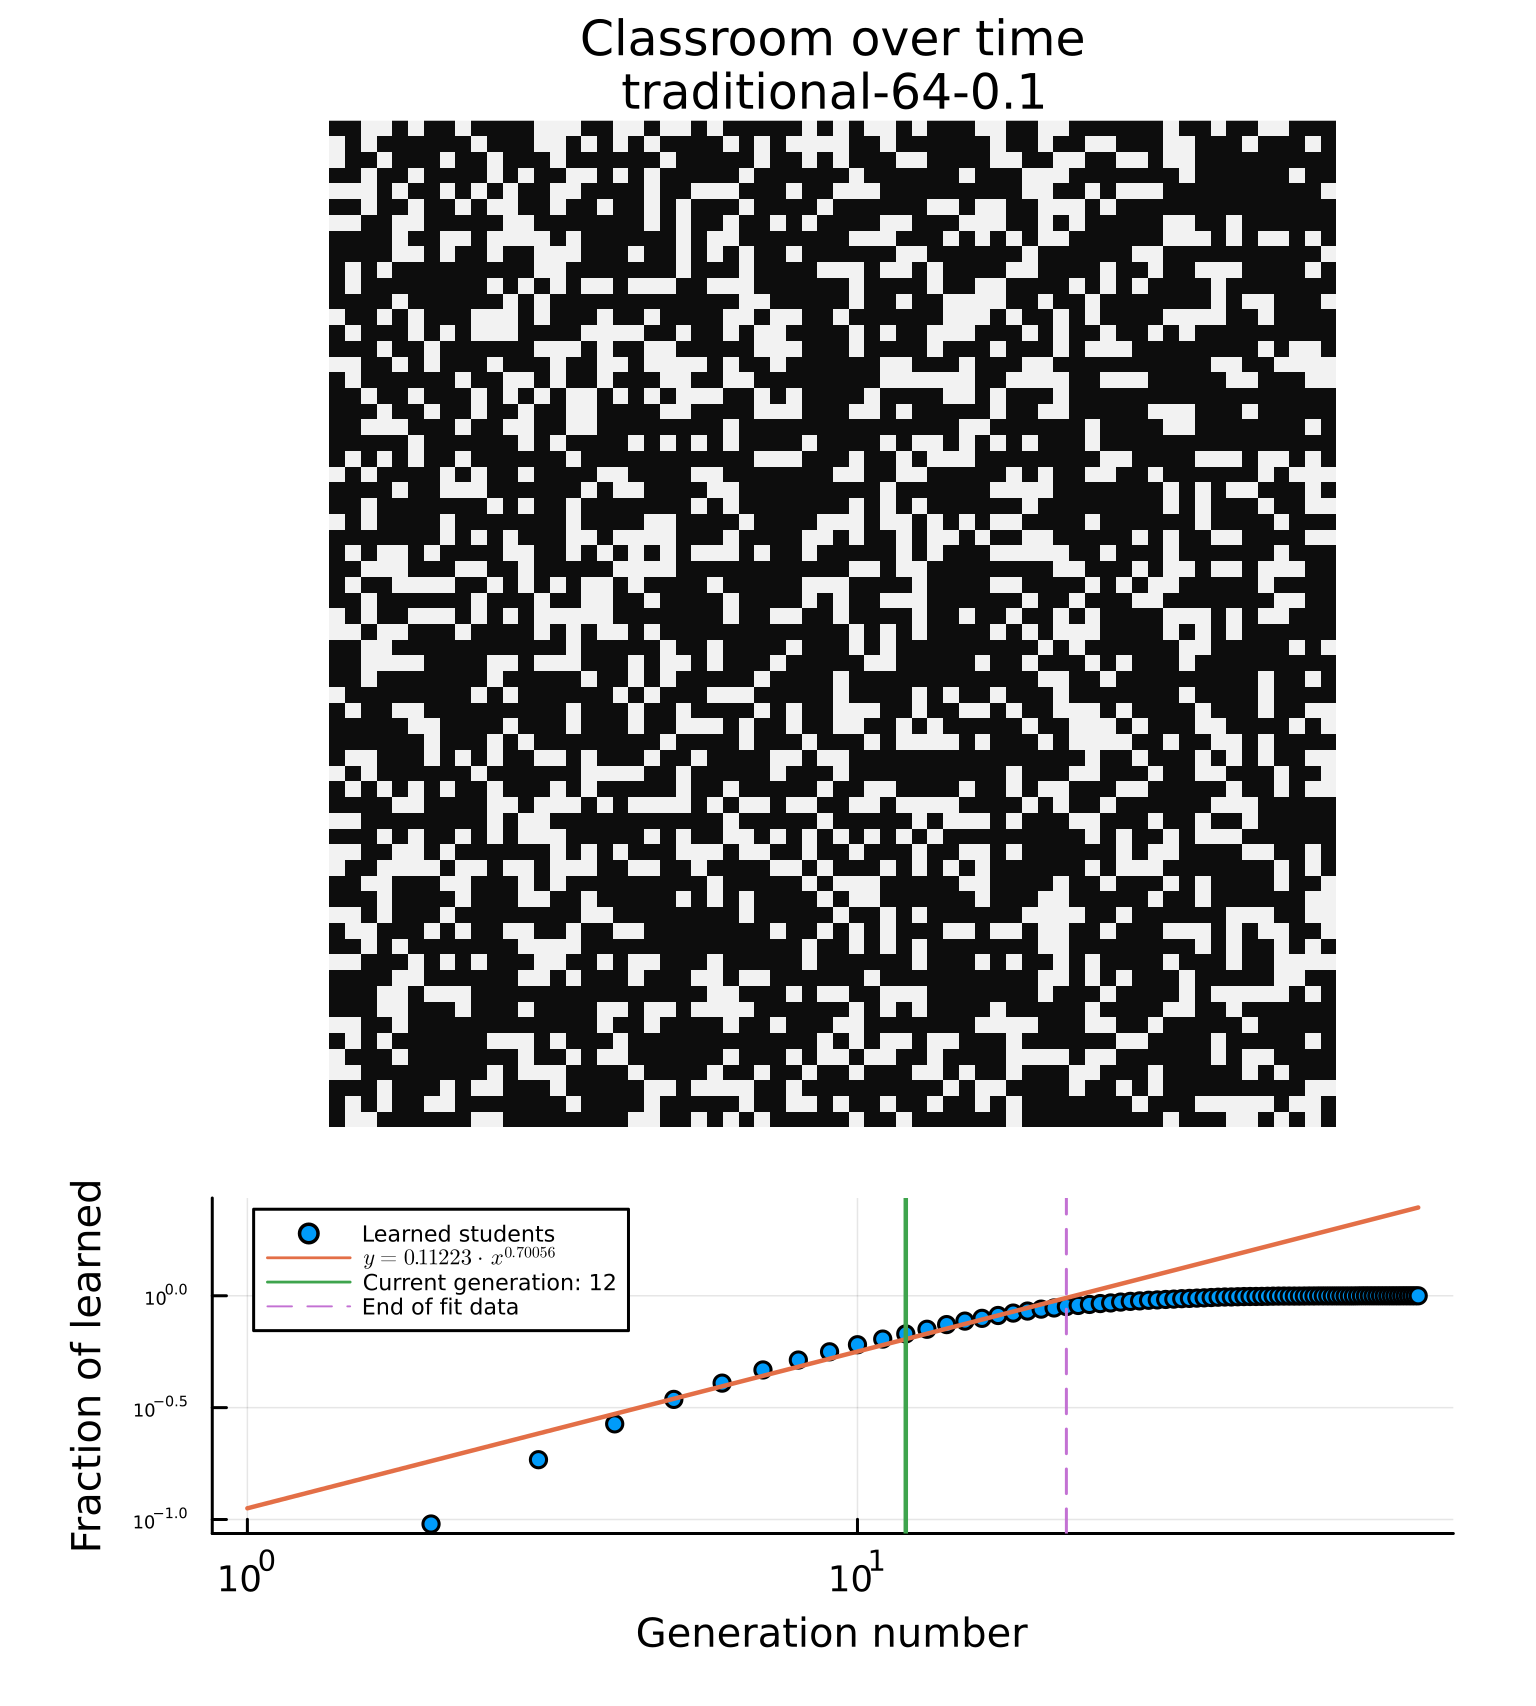 Classroom over time
traditional-64-0.1
Fraction of learned
Learned students
y = 0.11223 · x^0.70056
Current generation: 12
End of fit data
10^0.0
10^−0.5
10^−1.0
10^0
10^1
Generation number